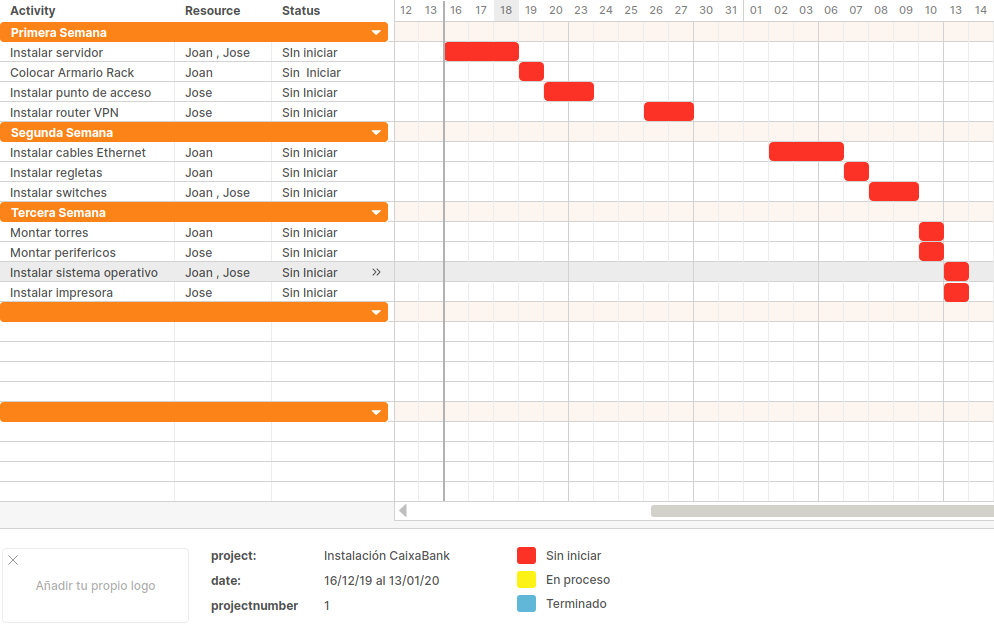 Activity Resource Status 12 13 16 17 18 19 20 23 24 25 26 27 30 31 01 02 03 06 07 08 09 10 13 14
Primera Semana
Instalar servidor Joan , Jose SIn iniciar
Colocar Armario Rack Joan Sin Iniciar
Instalar punto de acceso Jose Sin Iniciar
Instalar router VPN Jose Sin Iniciar
Segunda Semana
Instalar cables Ethernet Joan Sin Iniciar
Instalar regletas Joan Sin Iniciar
Instalar switches Joan , Jose Sin Iniciar
Tercera Semana
Montar torres Joan Sin Iniciar
Montar perifericos Jose Sin Iniciar
Instalar sistema operativo Joan , Jose Sin Iniciar »
Instalar impresora Jose Sin Iniciar
Añadir tu propio logo
project: Instalación CaixaBank
date: 16/12/19 al 13/01/20
projectnumber 1
Sin iniciar
En proceso
Terminado